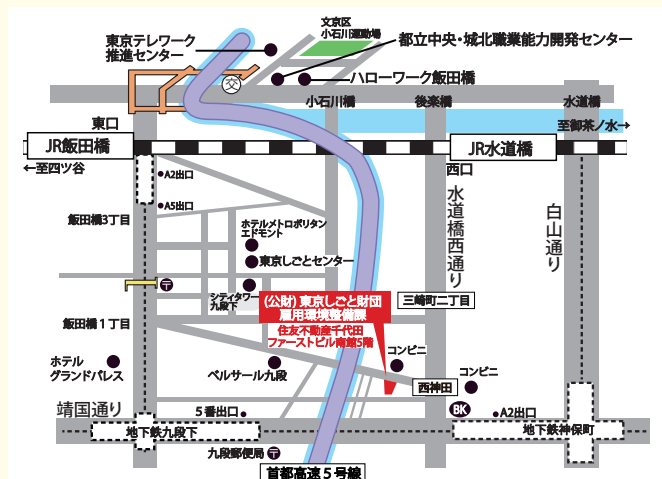 文京区
小石川運動場
東京テレワーク
推進センター
都立中央・城北職業能力開発センター
交
ハローワーク飯田橋
小石川橋
後楽橋
水道橋
東口
至御茶ノ水→
JR飯田橋
JR水道橋
←至四ツ谷
西口
A2出口
A5出口
飯田橋3丁目
水道橋西通り
白山通り
ホテルメトロポリタン
エドモント
東京しごとセンター
〒
シティタワー
九段下
(公財)東京しごと財団
雇用環境整備課
三崎町二丁目
飯田橋1丁目
住友不動産千代田
ファーストビル南館5階
コンビニ
ホテル
グランドパレス
ベルサール九段
西神田
コンビニ
靖国通り
5番出口
BK
A2出口
地下鉄九段下
地下鉄神保町
九段郵便局
〒
首都高速5号線